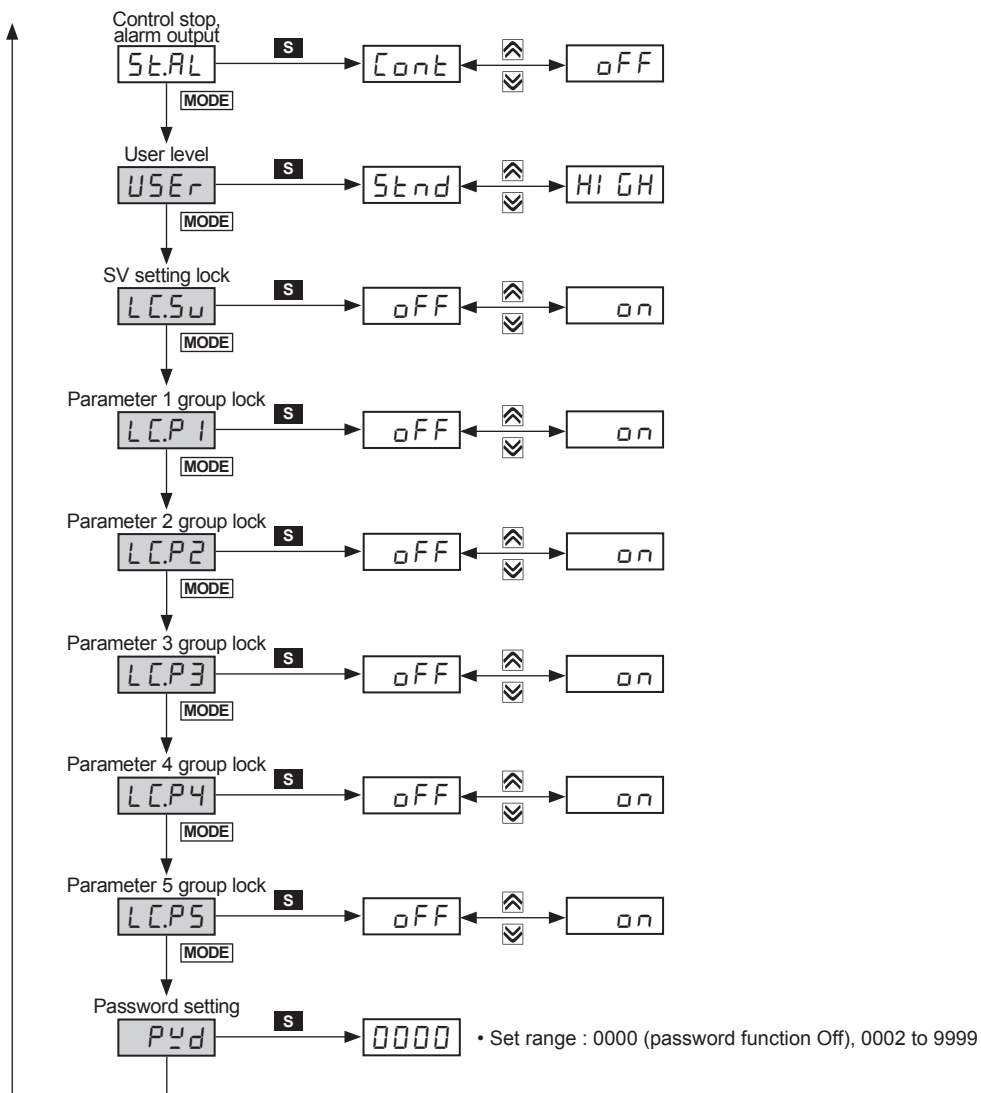 Control stop,
alarm output
St.AL S Cont oFF
MODE
User level
USEr S Stnd HIGH
MODE
SV setting lock
LC.Sv S oFF on
MODE
Parameter 1 group lock
LC.P1 S oFF on
MODE
Parameter 2 group lock
LC.P2 S oFF on
MODE
Parameter 3 group lock
LC.P3 S oFF on
MODE
Parameter 4 group lock
LC.P4 S oFF on
MODE
Parameter 5 group lock
LC.P5 S oFF on
MODE
Password setting
PWd S 0000 • Set range : 0000 (password function Off), 0002 to 9999